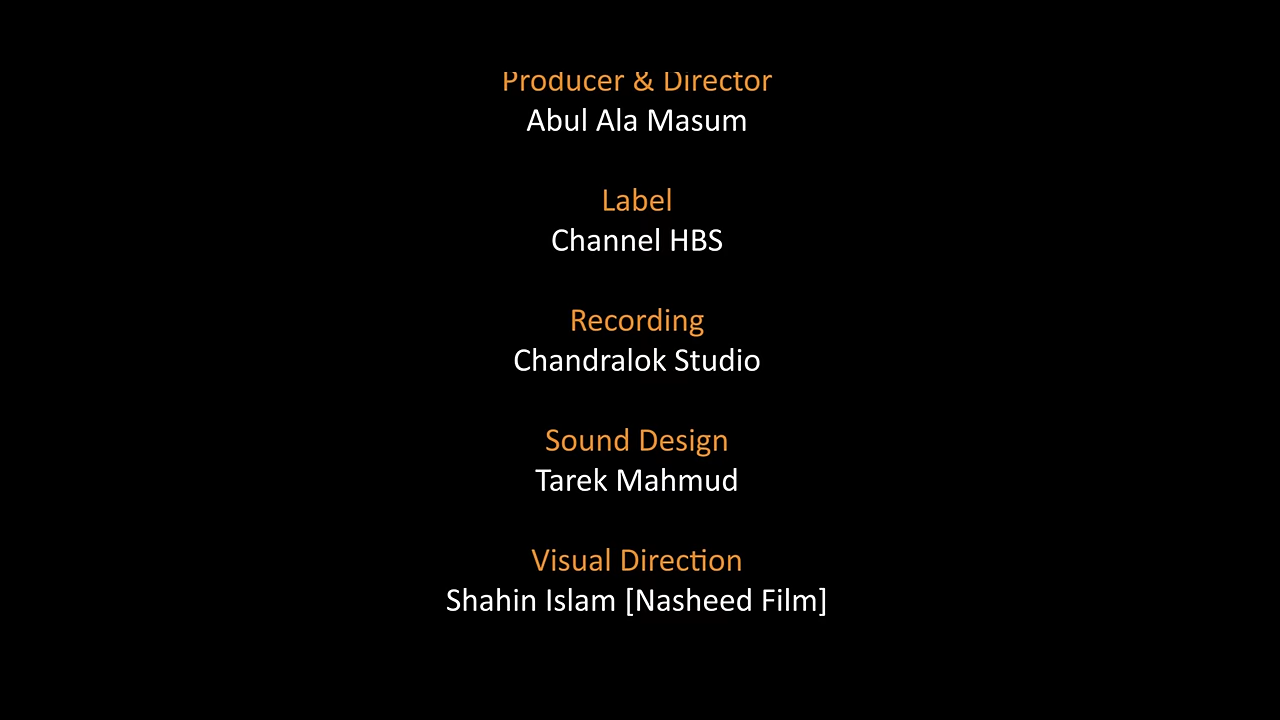 Producer & Director
Abul Ala Masum
Label
Channel HBS
Recording
Chandralok Studio
Sound Design
Tarek Mahmud
Visual Direction
Shahin Islam [Nasheed Film]